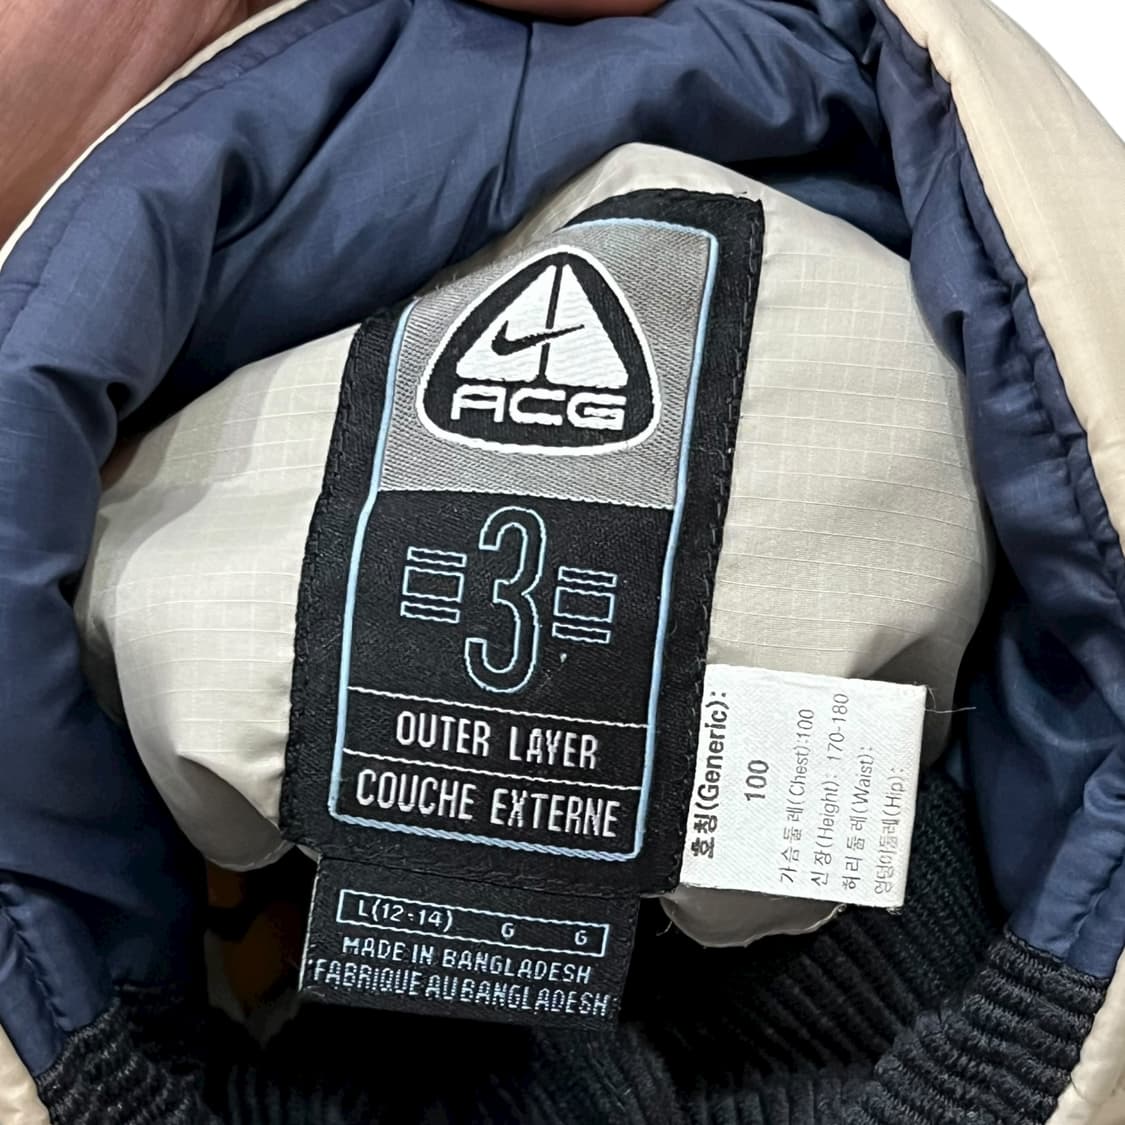 ACG
3
OUTER LAYER
COUCHE EXTERNE
L(12-14) G G
MADE IN BANGLADESH
FABRIQUE AU BANGLADESH
호칭(Generic):
100
가슴둘레(Chest):100
신장(Height): 170-180
허리둘레(Waist):
엉덩이둘레(Hip):